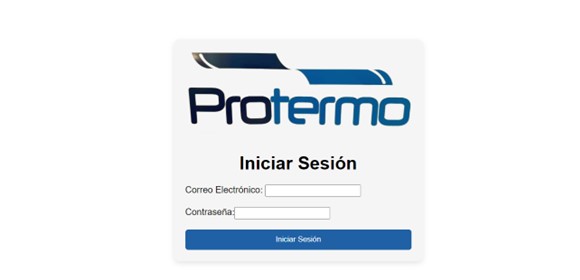 Protermo
Iniciar Sesión
Correo Electrónico:
Contraseña:
Iniciar Sesión